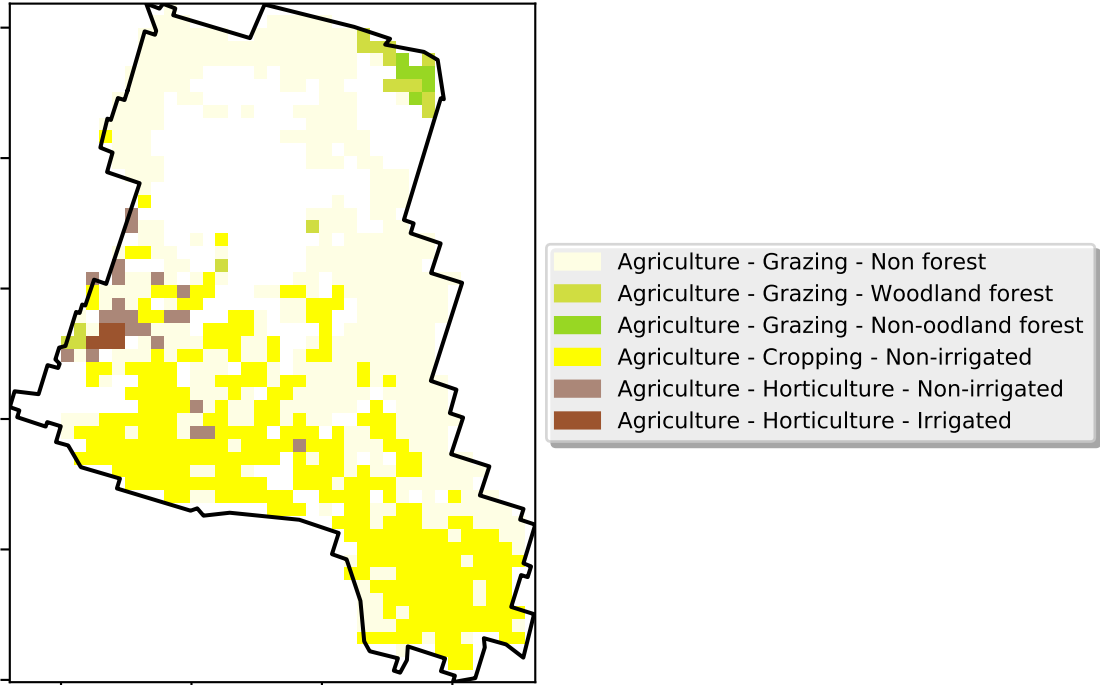 Agriculture - Grazing - Non forest
Agriculture - Grazing - Woodland forest
Agriculture - Grazing - Non-oodland forest
Agriculture - Cropping - Non-irrigated
Agriculture - Horticulture - Non-irrigated
Agriculture - Horticulture - Irrigated